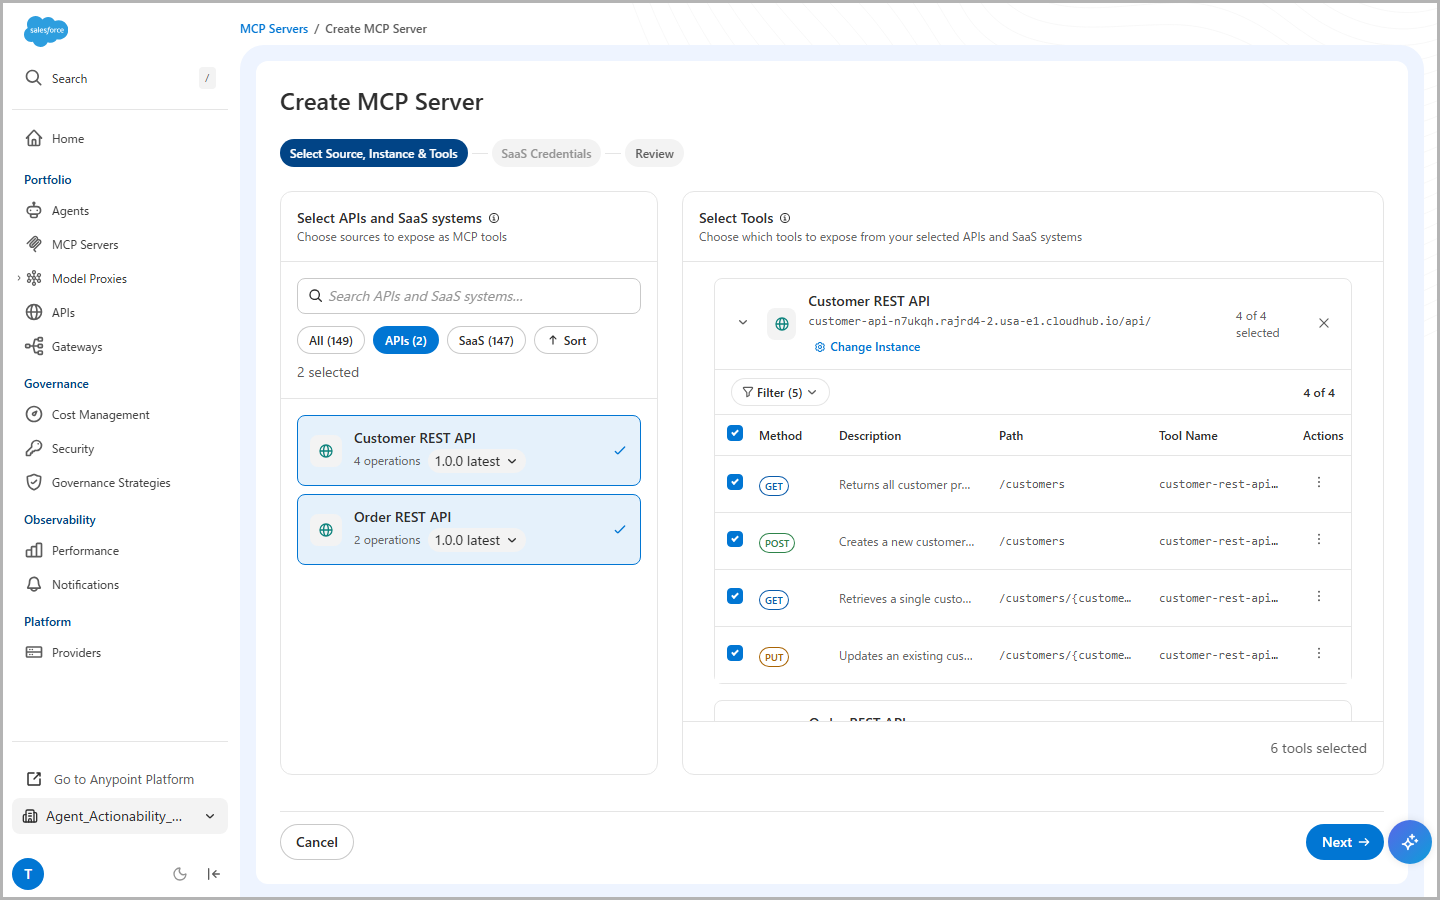 salesforce
MCP Servers / Create MCP Server
Search /
Home
Portfolio
Agents
MCP Servers
Model Proxies
APIs
Gateways
Governance
Cost Management
Security
Governance Strategies
Observability
Performance
Notifications
Platform
Providers
Go to Anypoint Platform
Agent_Actionability_...
T
Create MCP Server
Select Source, Instance & Tools
SaaS Credentials
Review
Select APIs and SaaS systems
Choose sources to expose as MCP tools
Search APIs and SaaS systems...
All (149)
APIs (2)
SaaS (147)
Sort
2 selected
Customer REST API
4 operations 1.0.0 latest
Order REST API
2 operations 1.0.0 latest
Select Tools
Choose which tools to expose from your selected APIs and SaaS systems
Customer REST API
customer-api-n7ukqh.rajrd4-2.usa-e1.cloudhub.io/api/
Change Instance
4 of 4
selected
Filter (5)
4 of 4
Method Description Path Tool Name Actions
GET Returns all customer pr... /customers customer-rest-api…
POST Creates a new customer... /customers customer-rest-api…
GET Retrieves a single custo... /customers/{custome… customer-rest-api…
PUT Updates an existing cus... /customers/{custome… customer-rest-api…
Order REST API
6 tools selected
Cancel
Next